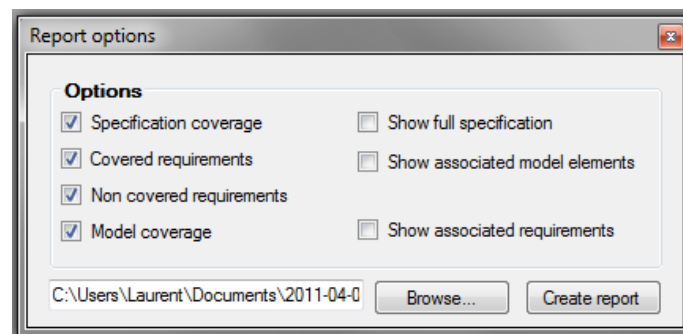 Report options
Options
Specification coverage
Show full specification
Covered requirements
Show associated model elements
Non covered requirements
Model coverage
Show associated requirements
C:\Users\Laurent\Documents\2011-04-0
Browse...
Create report